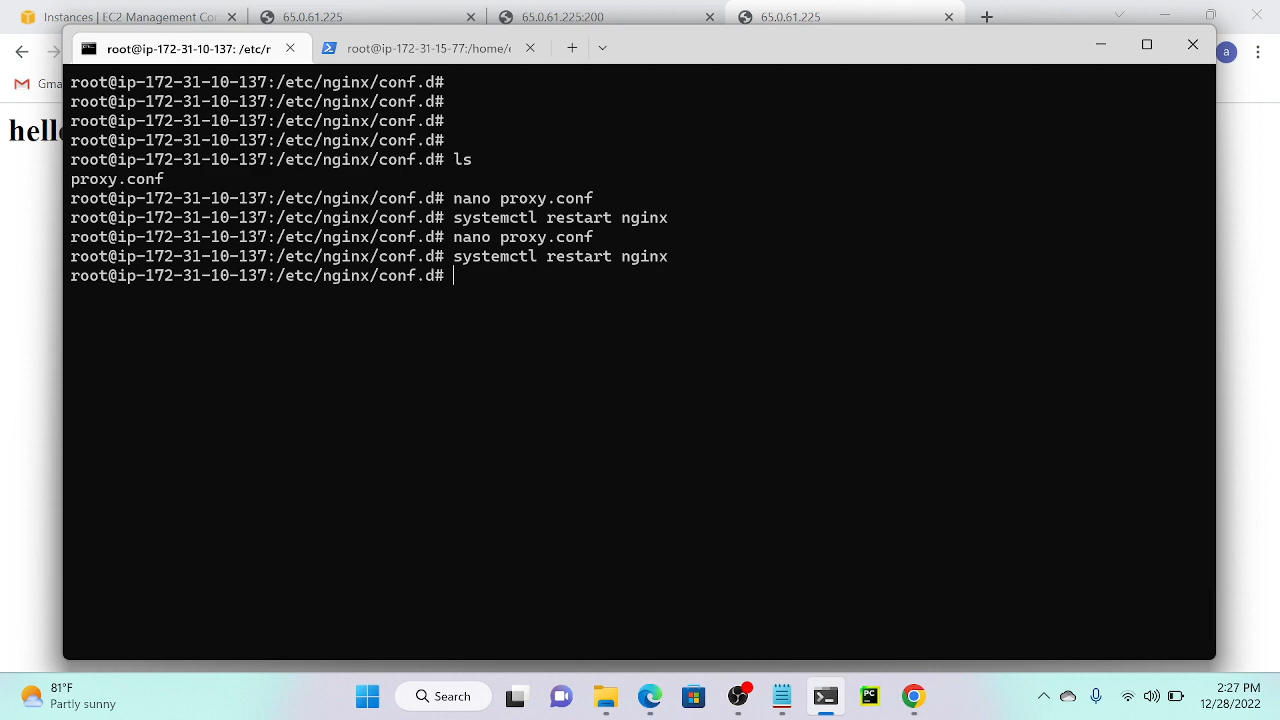 Instances | EC2 Management Con
65.0.61.225
65.0.61.225:200
65.0.61.225
root@ip-172-31-10-137: /etc/r
root@ip-172-31-15-77:/home/
a
Gma
hello
root@ip-172-31-10-137:/etc/nginx/conf.d#
root@ip-172-31-10-137:/etc/nginx/conf.d#
root@ip-172-31-10-137:/etc/nginx/conf.d#
root@ip-172-31-10-137:/etc/nginx/conf.d#
root@ip-172-31-10-137:/etc/nginx/conf.d# ls
proxy.conf
root@ip-172-31-10-137:/etc/nginx/conf.d# nano proxy.conf
root@ip-172-31-10-137:/etc/nginx/conf.d# systemctl restart nginx
root@ip-172-31-10-137:/etc/nginx/conf.d# nano proxy.conf
root@ip-172-31-10-137:/etc/nginx/conf.d# systemctl restart nginx
root@ip-172-31-10-137:/etc/nginx/conf.d#
81°F
Partly sunny
Search
PC
2:27 PM
12/28/2022